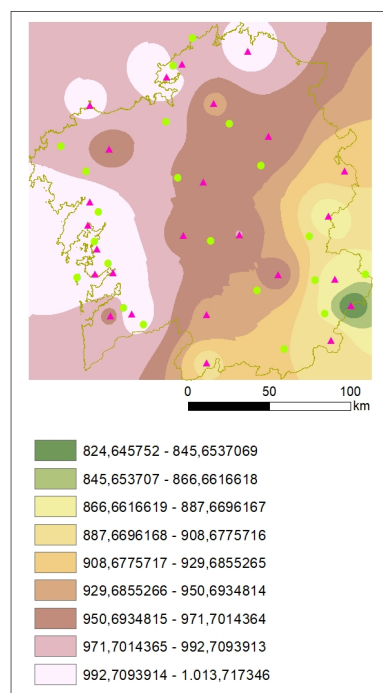 0 50 100
km
824,645752 - 845,6537069
845,653707 - 866,6616618
866,6616619 - 887,6696167
887,6696168 - 908,6775716
908,6775717 - 929,6855265
929,6855266 - 950,6934814
950,6934815 - 971,7014364
971,7014365 - 992,7093913
992,7093914 - 1.013,717346